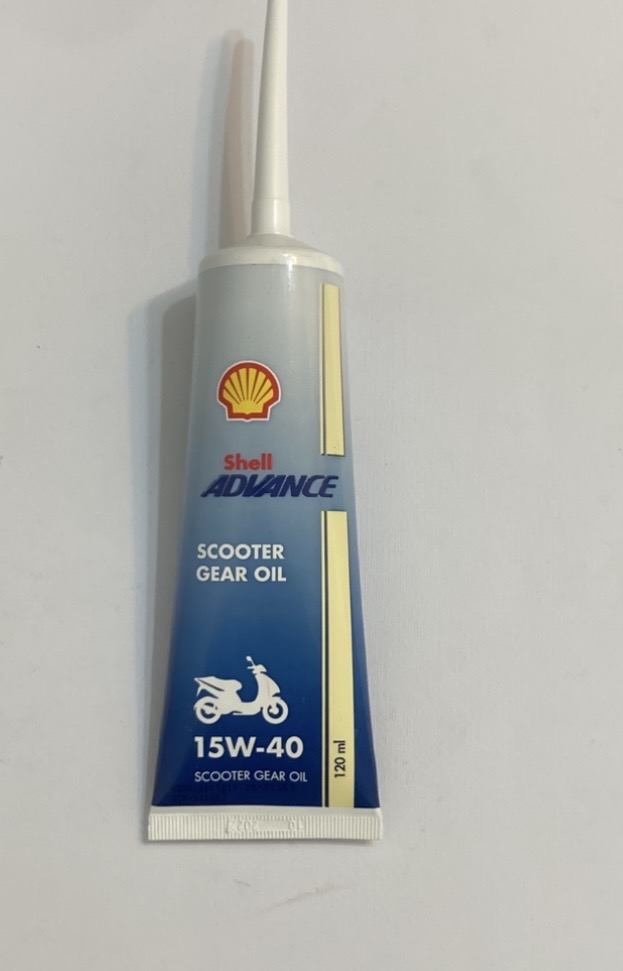 Shell
ADVANCE
SCOOTER
GEAR OIL
15W-40
SCOOTER GEAR OIL
120 ml